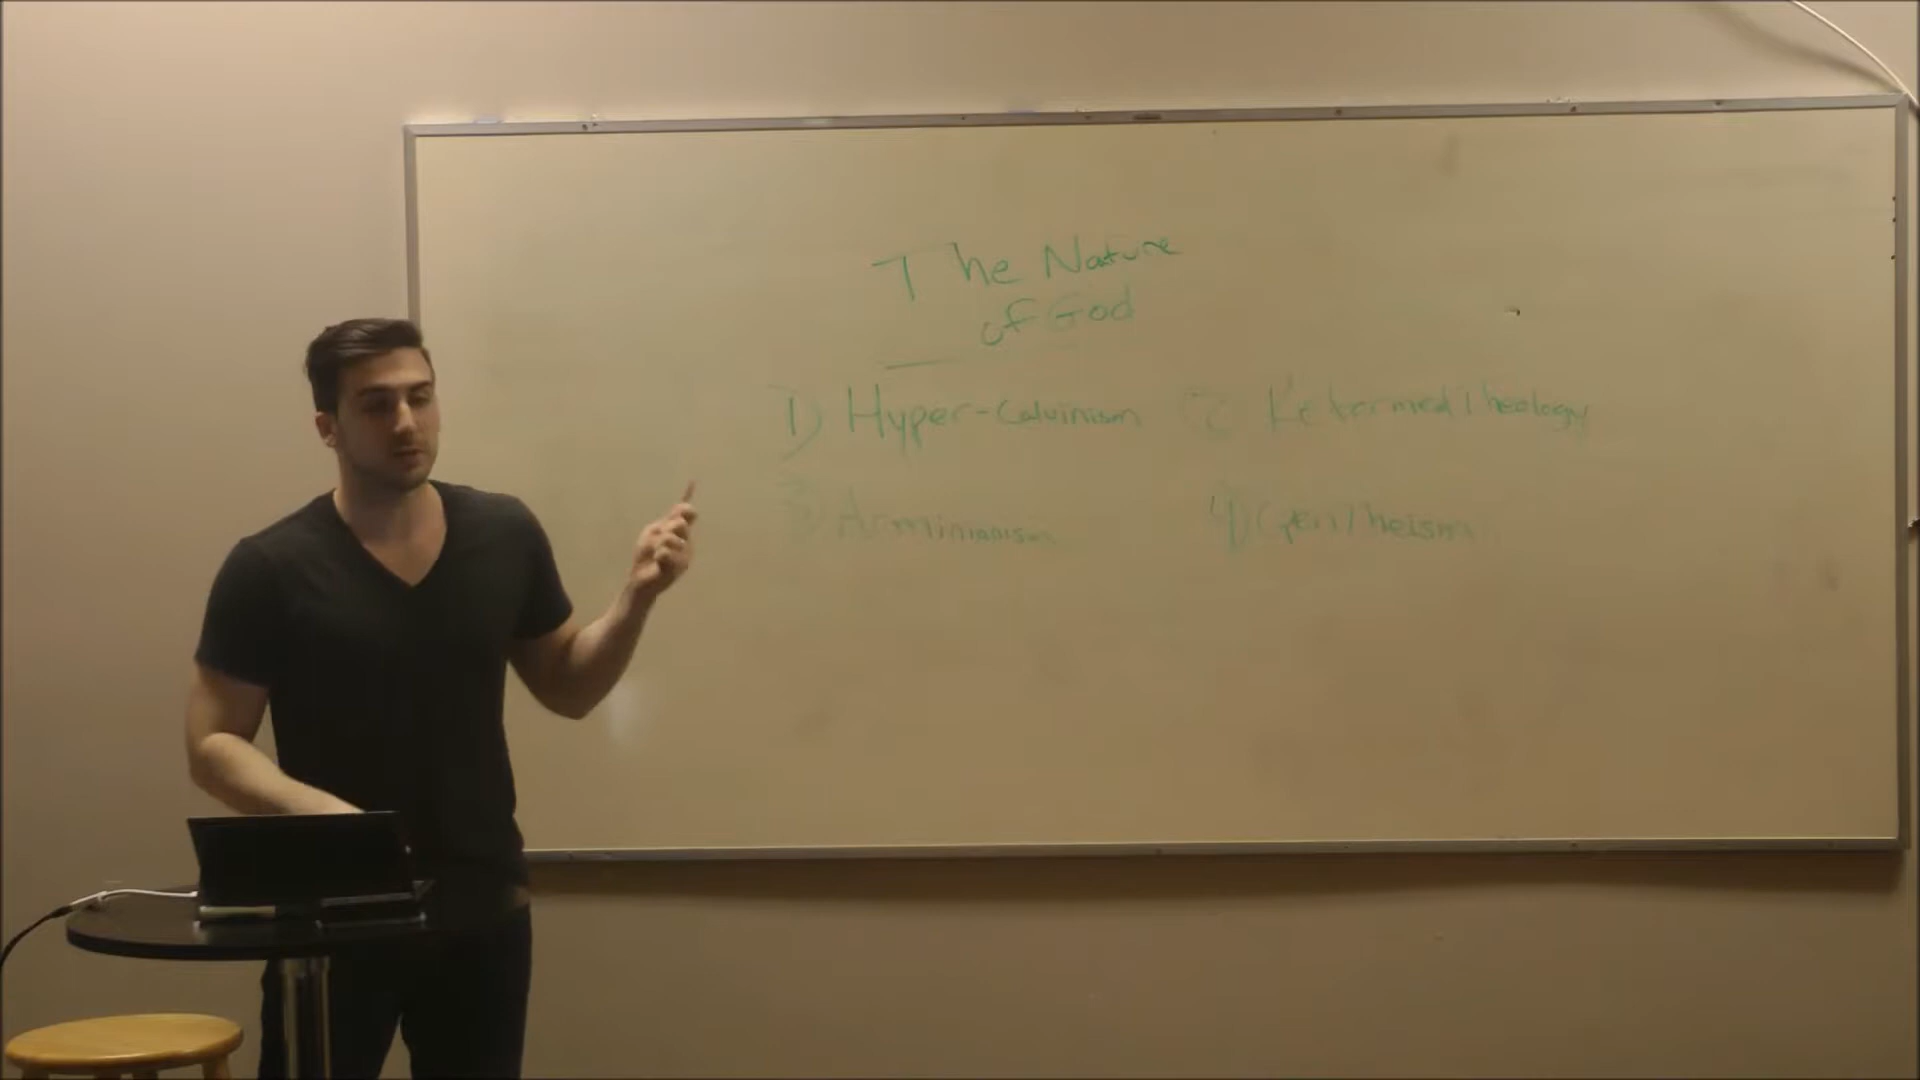 The Nature
of God
1) Hyper-Calvinism 2) Reformed Theology
3) Arminianism 4) Open Theism